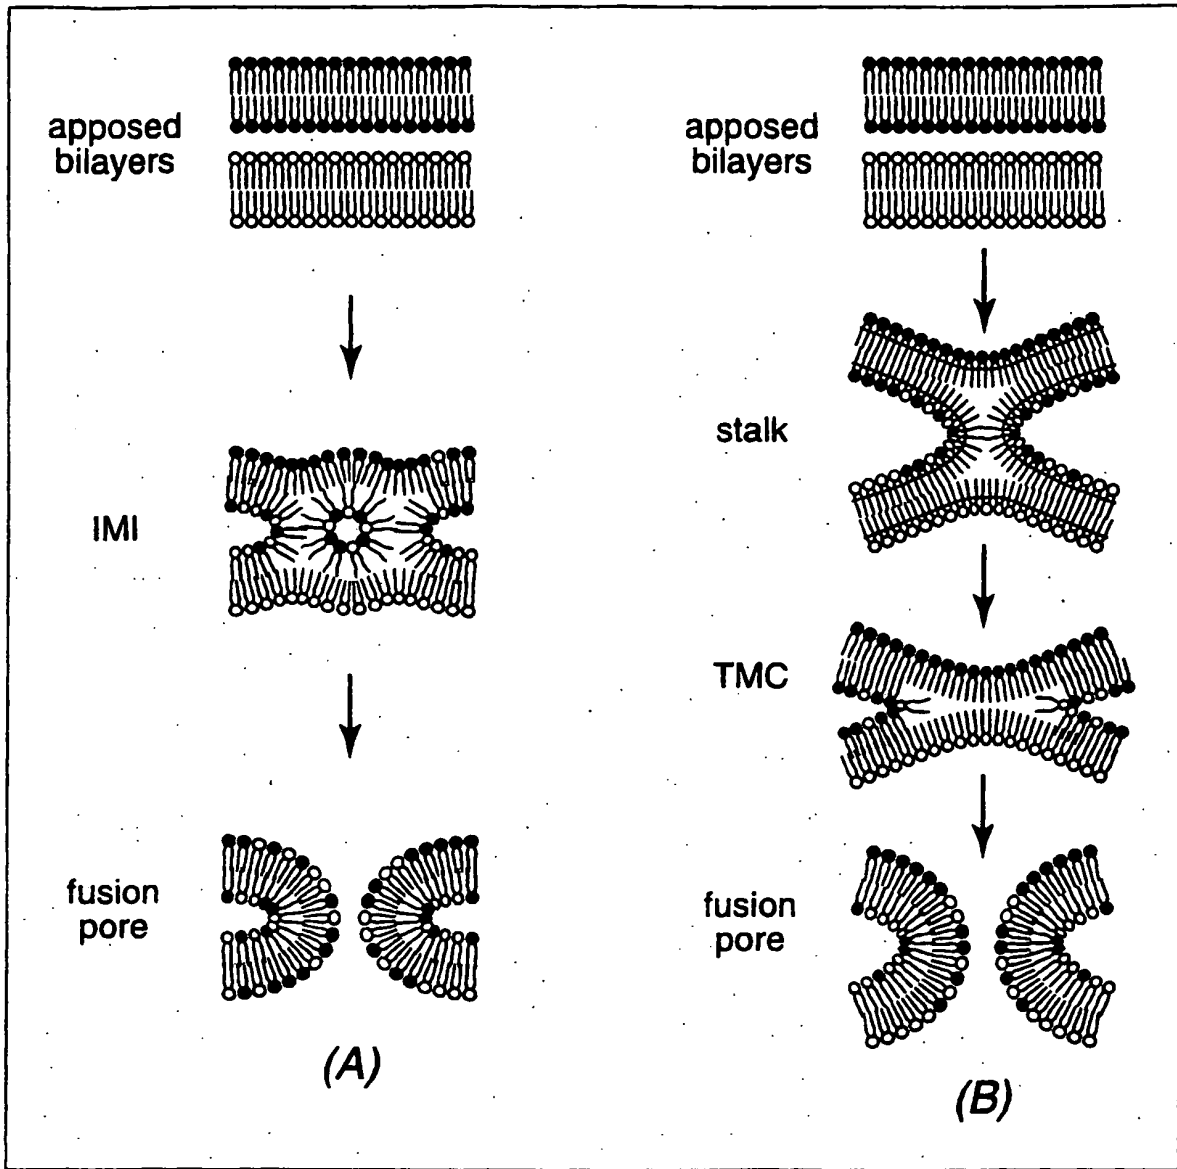 apposed
bilayers
IMI
fusion
pore
(A)
apposed
bilayers
stalk
TMC
fusion
pore
(B)